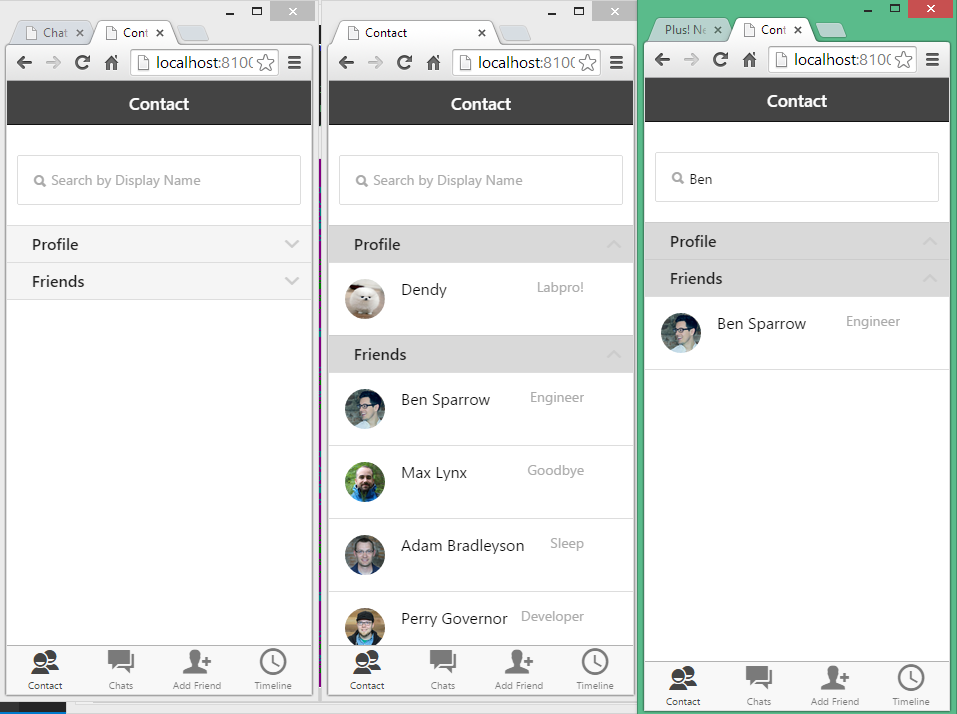 Chat
Cont
localhost:8100
Contact
Search by Display Name
Profile
Friends
Contact
Chats
Add Friend
Timeline
Contact
localhost:8100
Contact
Search by Display Name
Profile
Dendy Labpro!
Friends
Ben Sparrow Engineer
Max Lynx Goodbye
Adam Bradleyson Sleep
Perry Governor Developer
Contact
Chats
Add Friend
Timeline
Plus! Ne
Cont
localhost:8100
Contact
Ben
Profile
Friends
Ben Sparrow Engineer
Contact
Chats
Add Friend
Timeline